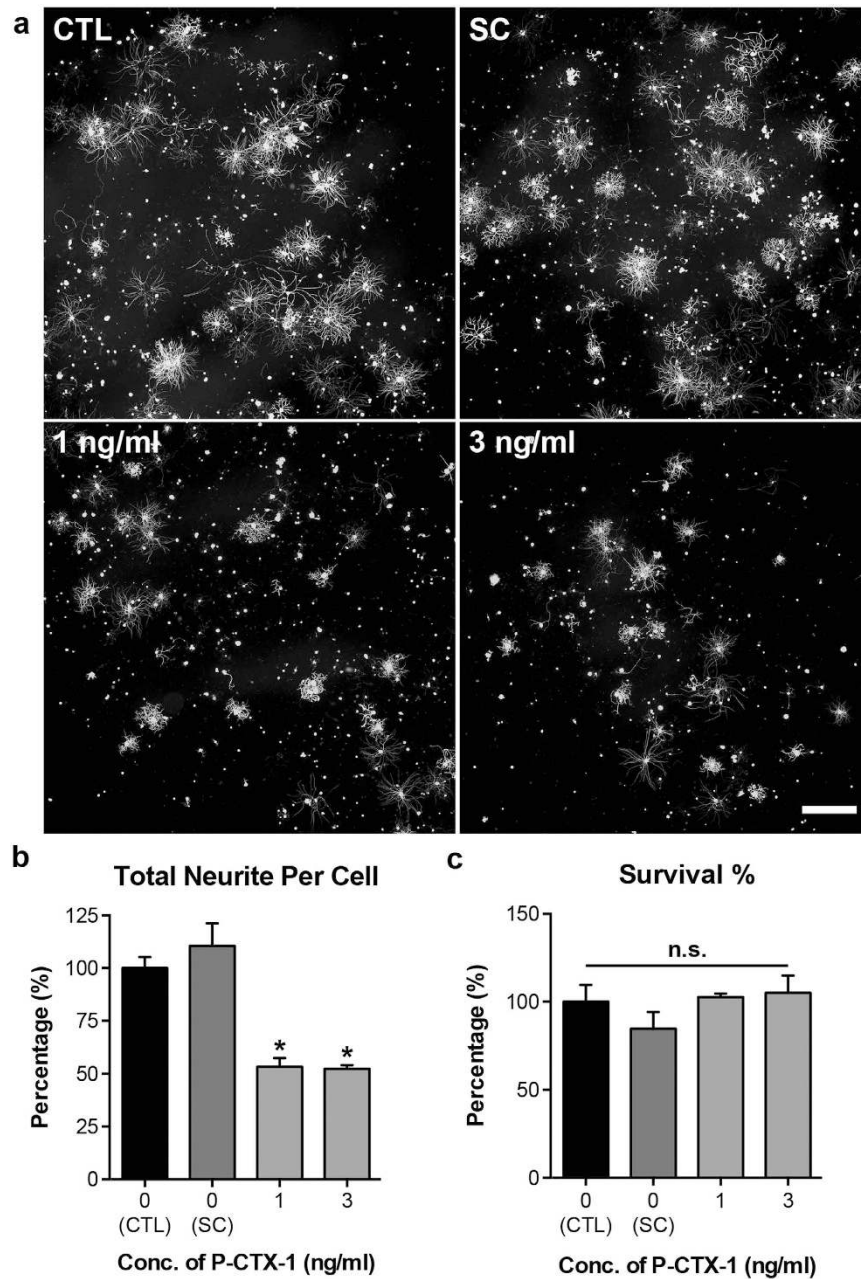 a
CTL
SC
1 ng/ml
3 ng/ml
b
Total Neurite Per Cell
Percentage (%)
125
100
75
50
25
0
*
*
0
(CTL)
0
(SC)
1
3
Conc. of P-CTX-1 (ng/ml)
c
Survival %
Percentage (%)
150
100
50
0
n.s.
0
(CTL)
0
(SC)
1
3
Conc. of P-CTX-1 (ng/ml)